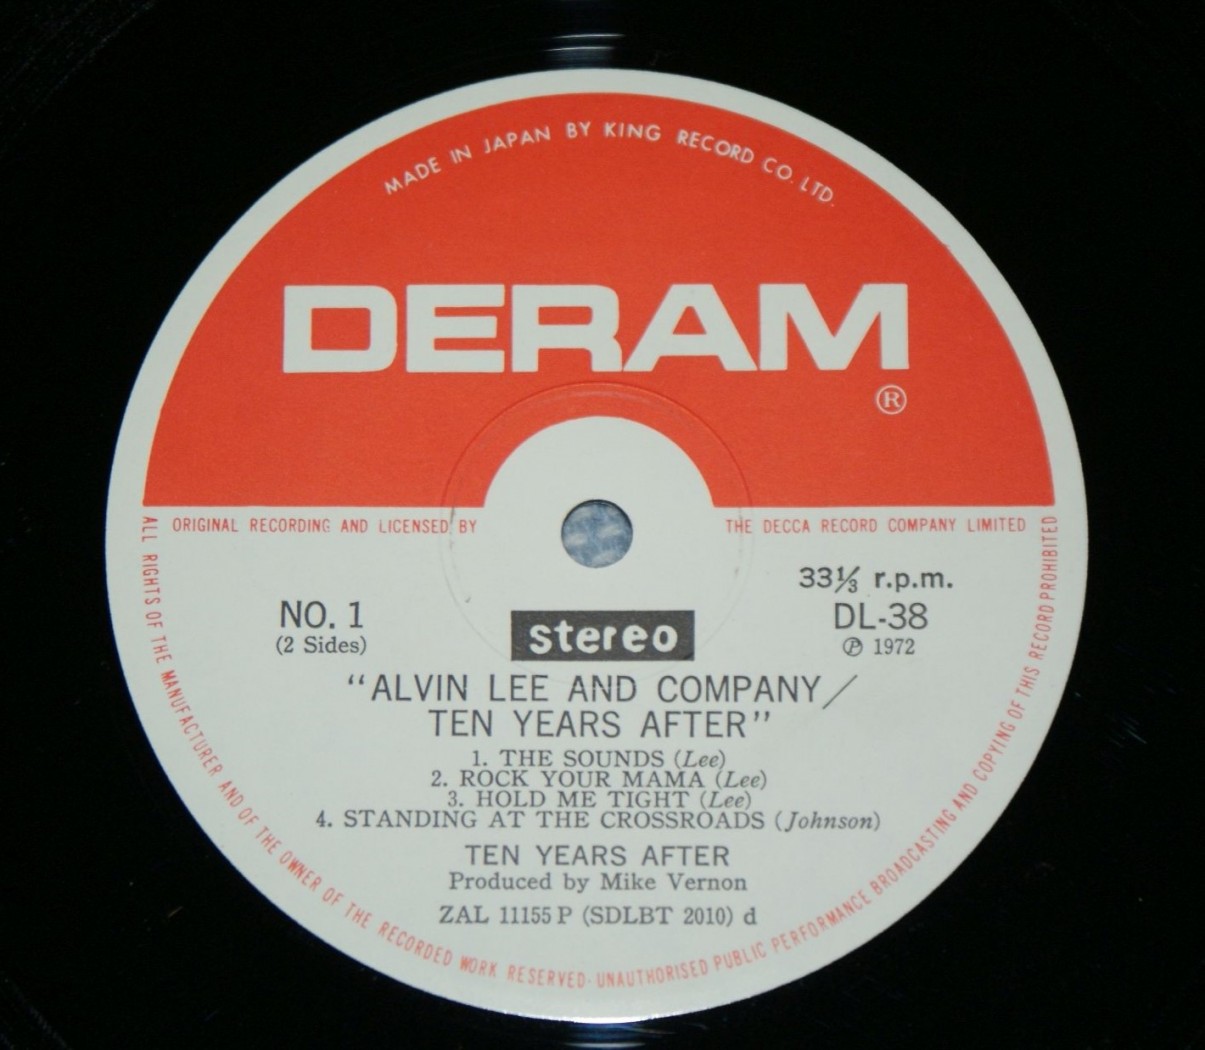 MADE IN JAPAN BY KING RECORD CO. LTD.
DERAM
®
ORIGINAL RECORDING AND LICENSED BY THE DECCA RECORD COMPANY LIMITED
33⅓ r.p.m.
NO. 1
DL-38
(2 Sides)
stereo
℗ 1972
“ALVIN LEE AND COMPANY/
TEN YEARS AFTER”
1. THE SOUNDS (Lee)
2. ROCK YOUR MAMA (Lee)
3. HOLD ME TIGHT (Lee)
4. STANDING AT THE CROSSROADS (Johnson)
TEN YEARS AFTER
Produced by Mike Vernon
ZAL 11155 P (SDLBT 2010) d
ALL RIGHTS OF THE MANUFACTURER AND OF THE OWNER OF THE RECORDED WORK RESERVED·UNAUTHORISED PUBLIC PERFORMANCE BROADCASTING AND COPYING OF THIS RECORD PROHIBITED